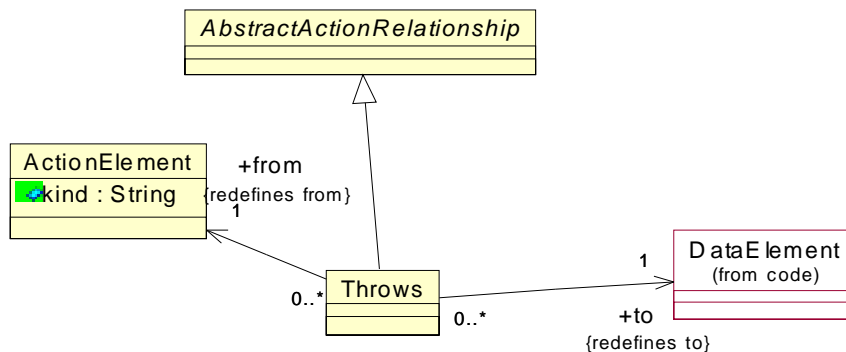 AbstractActionRelationship
ActionElement
kind : String
+from
{redefines from}
1
Throws
0..*
0..*
1
DataElement
(from code)
+to
{redefines to}